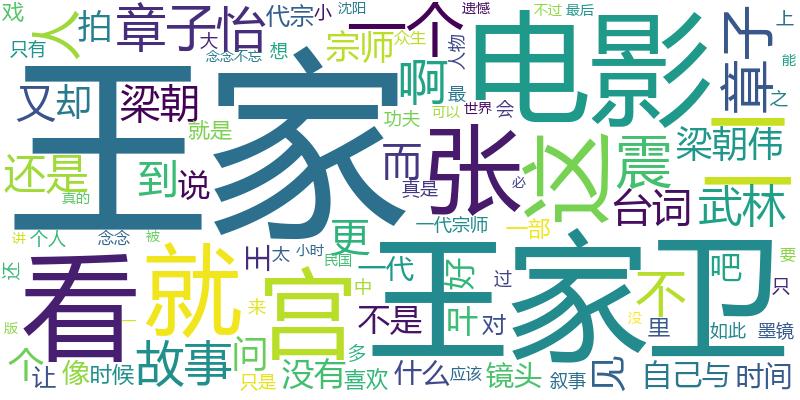 戏 人 拍 章子怡 代宗 小 沈阳 一个 遗憾 不过 最后
只有 大 念念不忘 想 宗师 众生 人物 啊 电影 章子 上 能
又 却 梁朝 就是 王家 功夫 最 世界 会 可以 之
还是 到 说 而 张 真是 必 这 震 梁朝伟 一
真的 台词 武林
讲 个人 念念 被 王 太 小时 更 一代宗师 一部
还 看 就 宫 民国 一代 好 王家卫 不 吧 要
来 中 不是 叶 过 对 没 里 如此 只 墨镜
版 一 个 故事 问 多
让 像 时候 只是 没有 喜欢 什么 应该 镜头 叙事 见 自己 与 时间